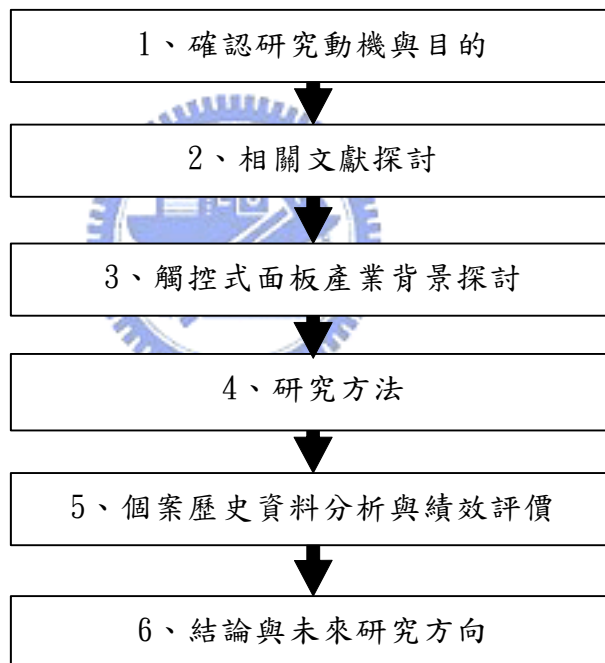 1、確認研究動機與目的
2、相關文獻探討
3、觸控式面板產業背景探討
4、研究方法
5、個案歷史資料分析與績效評價
6、結論與未來研究方向